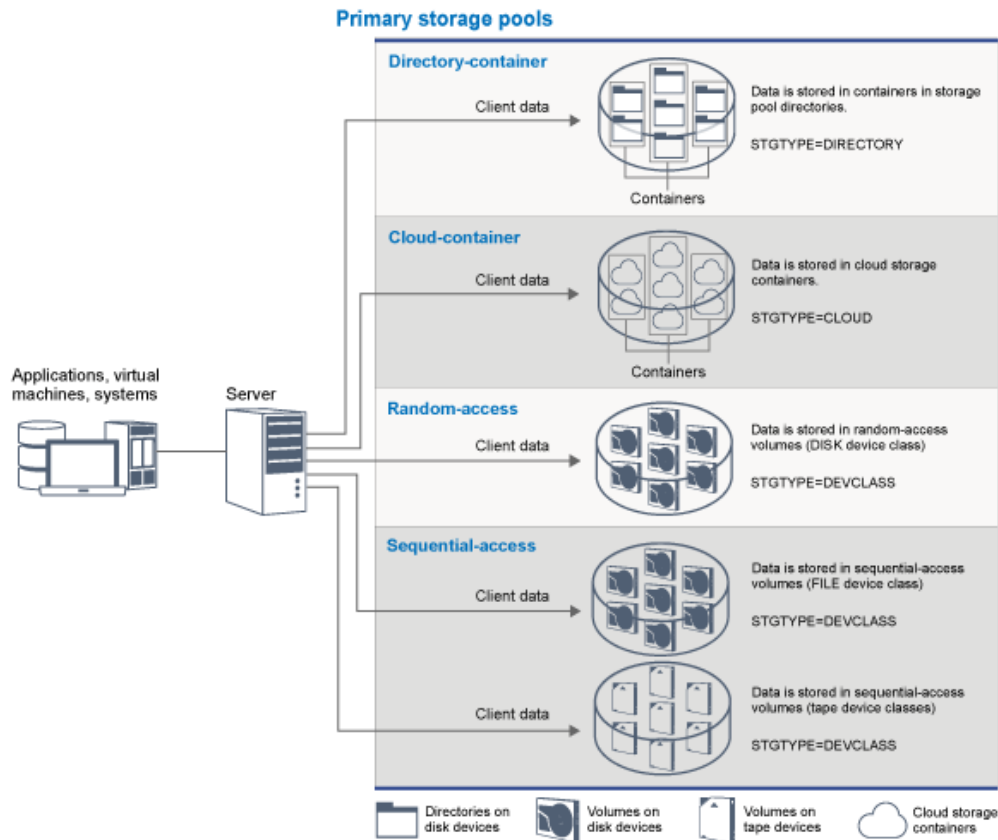 Primary storage pools
Directory-container
Client data
Data is stored in containers in storage
pool directories.
STGTYPE=DIRECTORY
Containers
Cloud-container
Client data
Data is stored in cloud storage
containers.
STGTYPE=CLOUD
Containers
Applications, virtual
machines, systems
Server
Random-access
Client data
Data is stored in random-access
volumes (DISK device class)
STGTYPE=DEVCLASS
Sequential-access
Client data
Data is stored in sequential-access
volumes (FILE device class)
STGTYPE=DEVCLASS
Client data
Data is stored in sequential-access
volumes (tape device classes)
STGTYPE=DEVCLASS
Directories on
disk devices
Volumes on
disk devices
Volumes on
tape devices
Cloud storage
containers